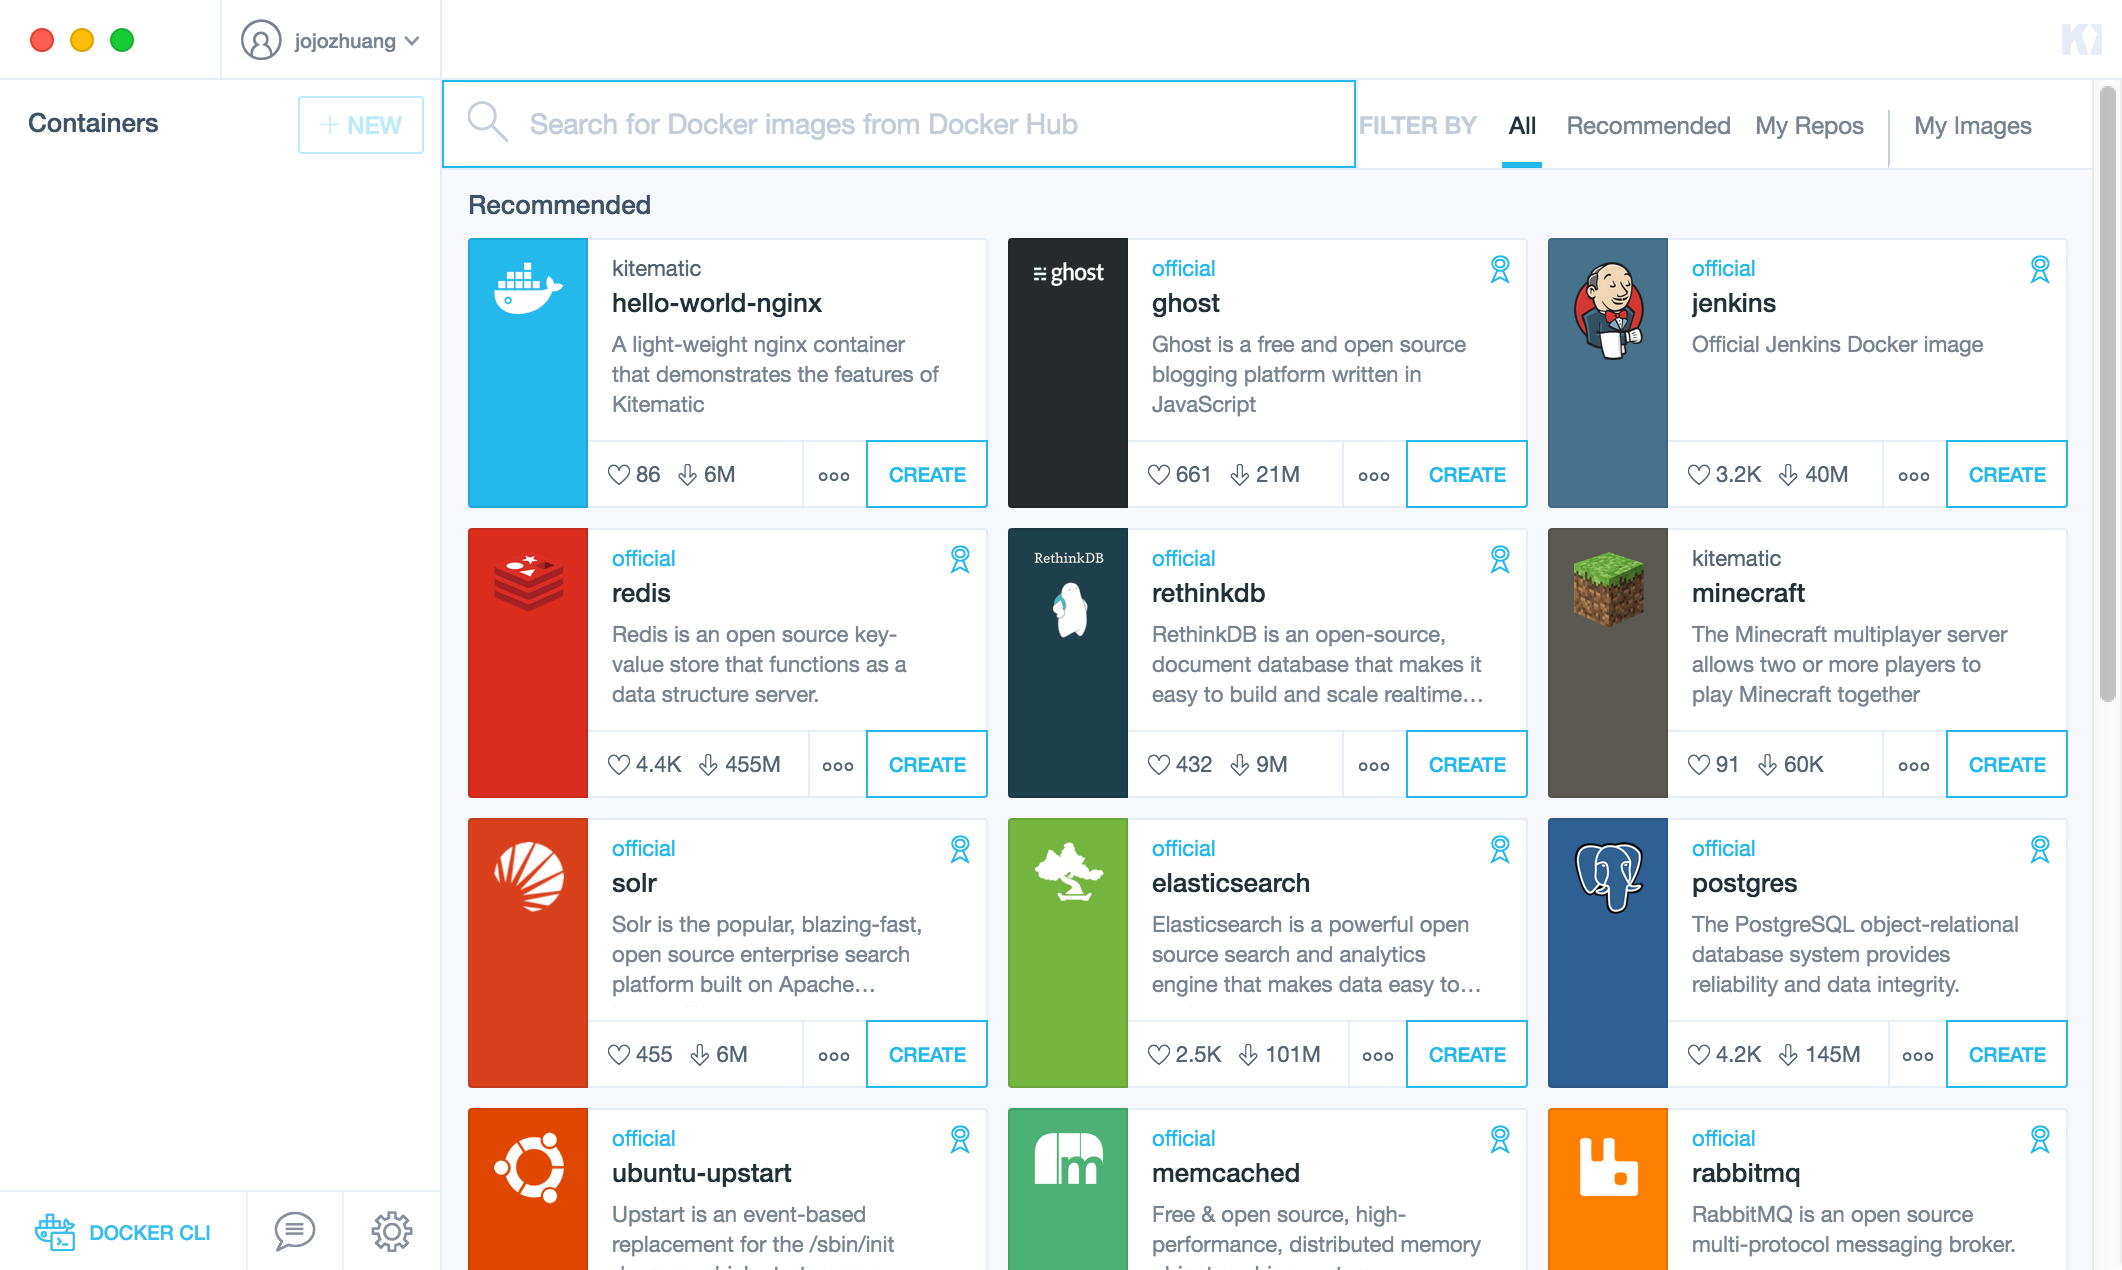 jojozhuang
Containers
+ NEW
Search for Docker images from Docker Hub
FILTER BY All Recommended My Repos My Images
Recommended
kitematic
hello-world-nginx
A light-weight nginx container
that demonstrates the features of
Kitematic
86 6M CREATE
ghost
official
ghost
Ghost is a free and open source
blogging platform written in
JavaScript
661 21M CREATE
official
jenkins
Official Jenkins Docker image
3.2K 40M CREATE
official
redis
Redis is an open source key-
value store that functions as a
data structure server.
4.4K 455M CREATE
RethinkDB
official
rethinkdb
RethinkDB is an open-source,
document database that makes it
easy to build and scale realtime...
432 9M CREATE
kitematic
minecraft
The Minecraft multiplayer server
allows two or more players to
play Minecraft together
91 60K CREATE
official
solr
Solr is the popular, blazing-fast,
open source enterprise search
platform built on Apache...
455 6M CREATE
official
elasticsearch
Elasticsearch is a powerful open
source search and analytics
engine that makes data easy to...
2.5K 101M CREATE
official
postgres
The PostgreSQL object-relational
database system provides
reliability and data integrity.
4.2K 145M CREATE
official
ubuntu-upstart
Upstart is an event-based
replacement for the /sbin/init
m
official
memcached
Free & open source, high-
performance, distributed memory
official
rabbitmq
RabbitMQ is an open source
multi-protocol messaging broker.
DOCKER CLI